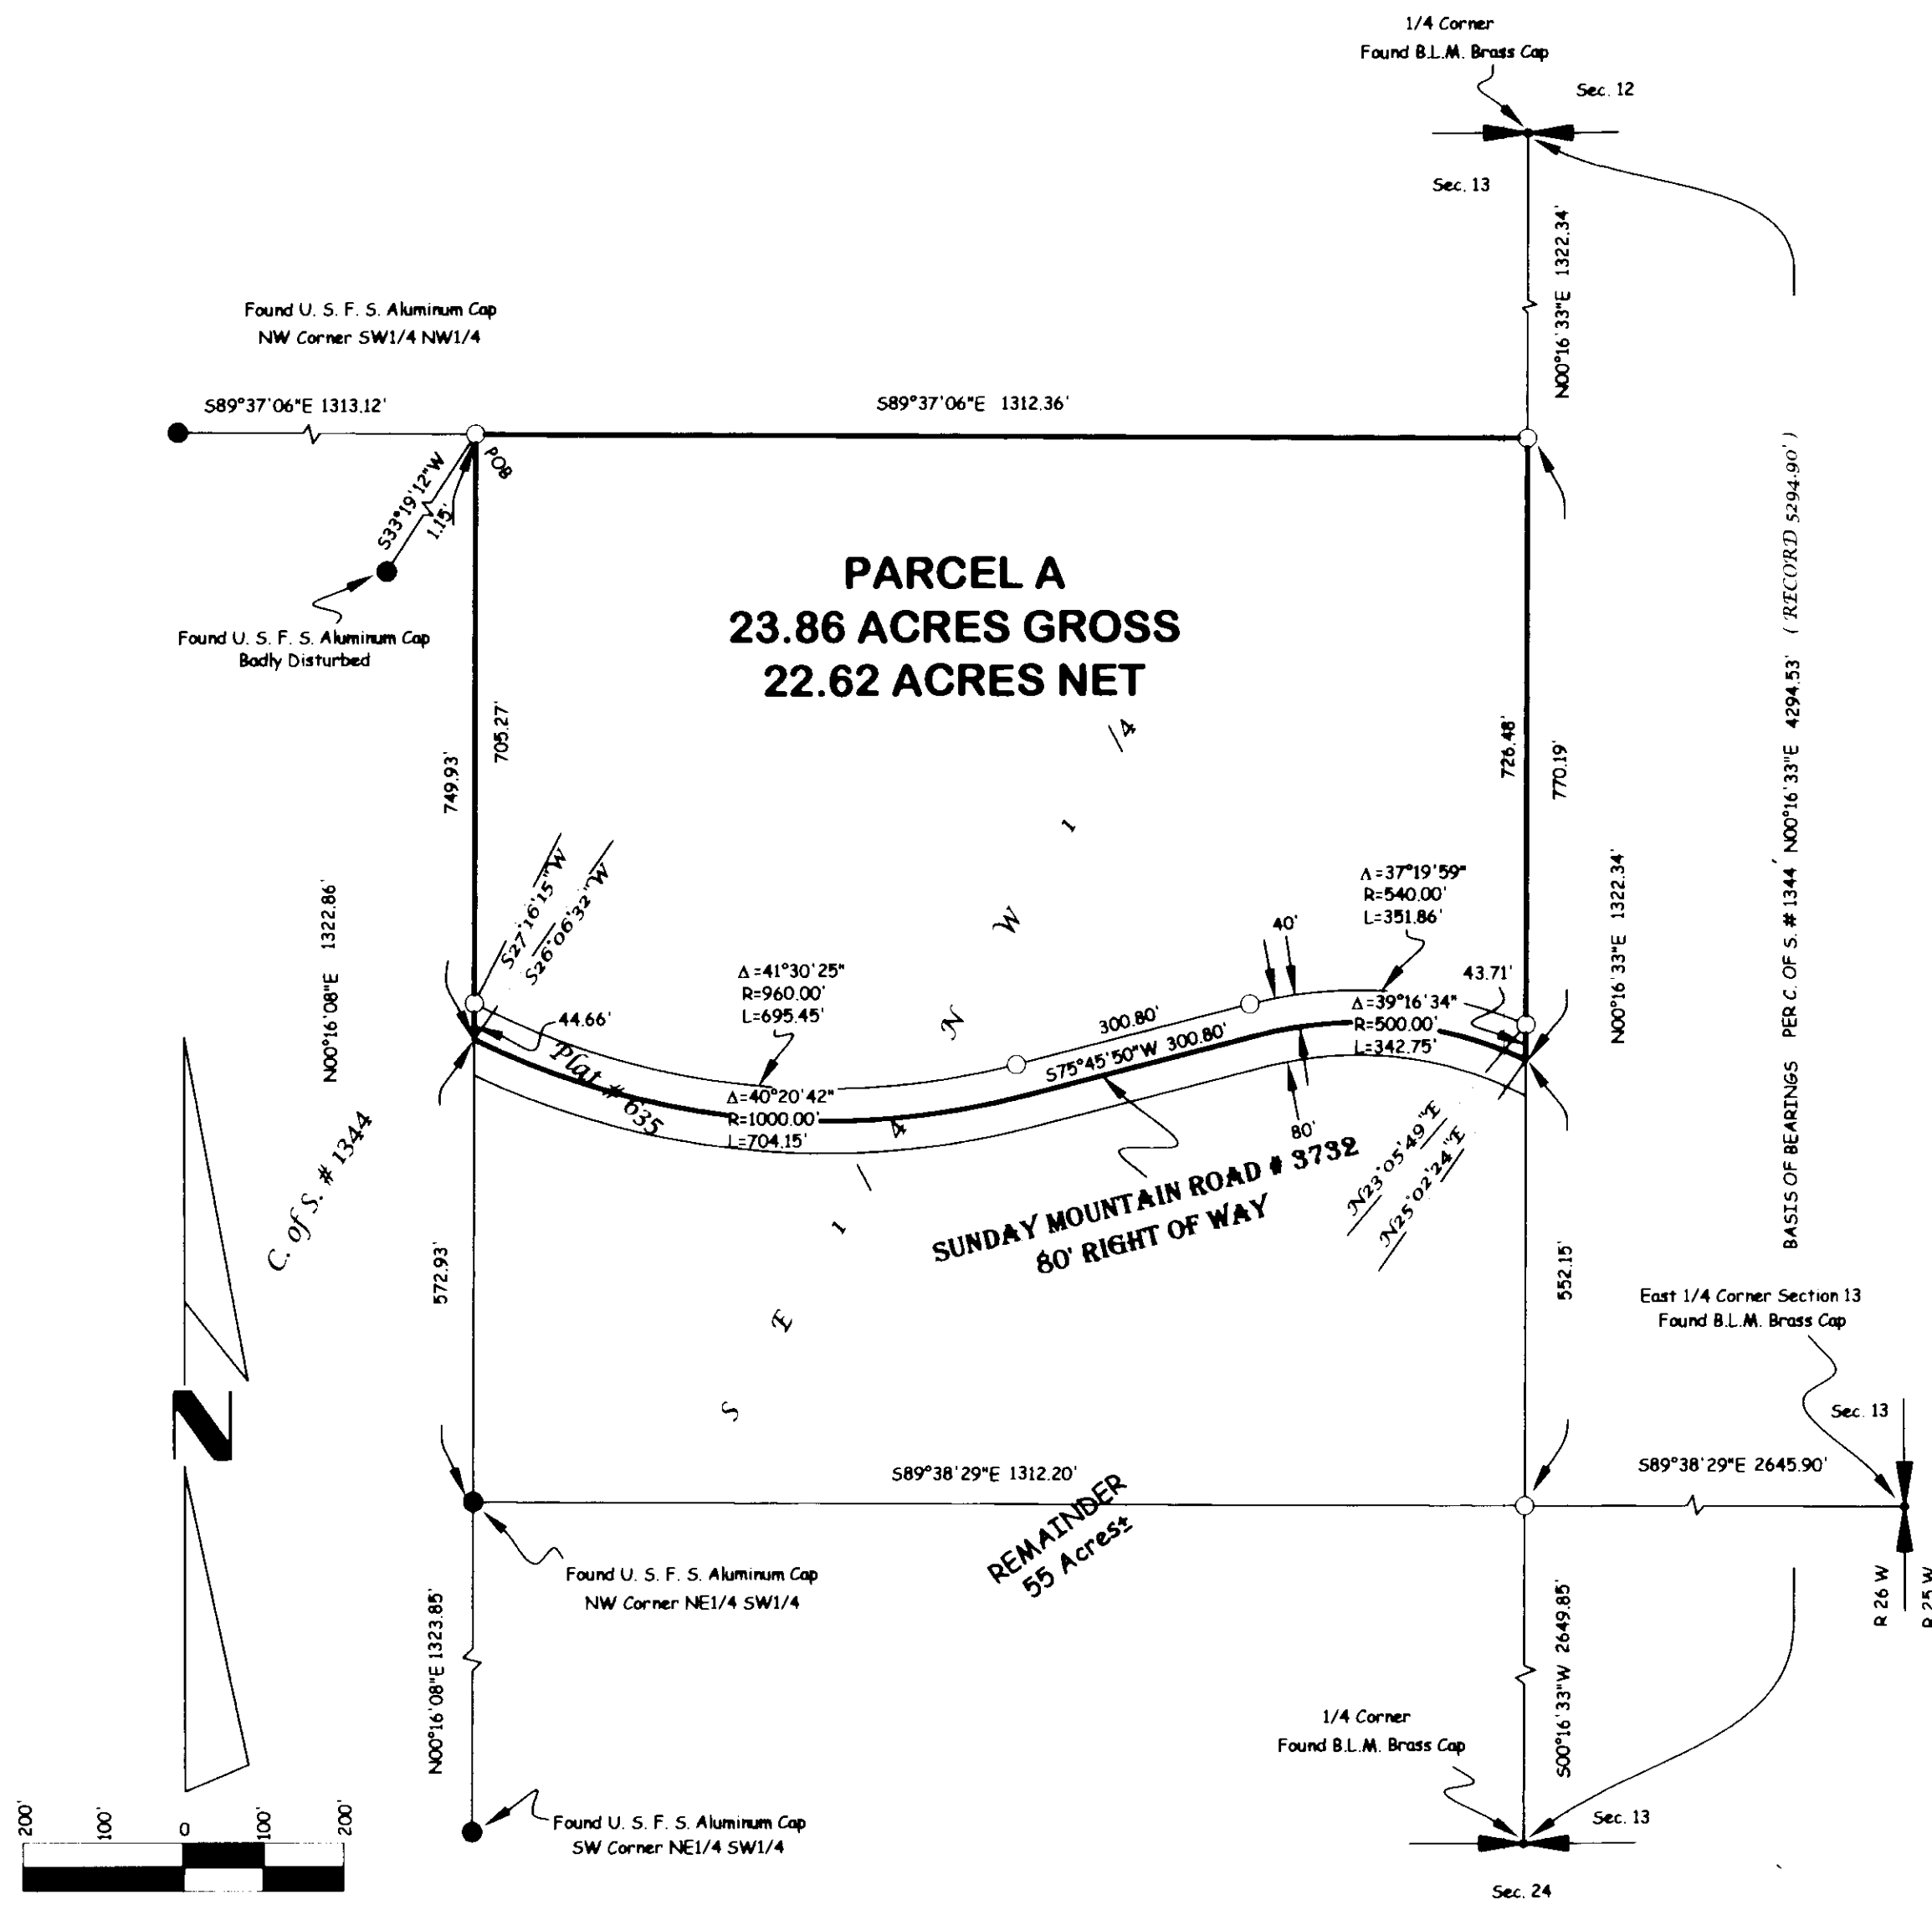 1/4 Corner
Found B.L.M. Brass Cap
Sec. 12
Sec. 13
N00°16'33"E 1322.34'
Found U. S. F. S. Aluminum Cap
NW Corner SW1/4 NW1/4
S89°37'06"E 1313.12'
S89°37'06"E 1312.36'
POB
S33°19'12"W
1.15'
Found U. S. F. S. Aluminum Cap
Badly Disturbed
PARCEL A
23.86 ACRES GROSS
22.62 ACRES NET
749.93'
705.27'
726.48'
770.19'
BASIS OF BEARINGS PER C. OF S. # 1344 N00°16'33"E 4294.53' ( RECORD 5294.90' )
N00°16'08"E 1322.86'
N00°16'33"E 1322.34'
S27°16'15"W
S26°06'32"W
Δ=41°30'25"
R=960.00'
L=695.45'
44.66'
Δ=37°19'59"
R=540.00'
L=351.86'
40'
43.71'
300.80'
S75°45'50"W 300.80'
Δ=39°16'34"
R=500.00'
L=342.75'
Plat # 635
Δ=40°20'42"
R=1000.00'
L=704.15'
80'
N23°05'49"E
N25°02'24"E
SUNDAY MOUNTAIN ROAD # 3732
80' RIGHT OF WAY
S E 1 / 4 N W 1 /4
C. of S. # 1344
572.93'
552.15'
N
East 1/4 Corner Section 13
Found B.L.M. Brass Cap
Sec. 13
S89°38'29"E 1312.20'
S89°38'29"E 2645.90'
R 26 W
R 25 W
REMAINDER
55 Acres±
Found U. S. F. S. Aluminum Cap
NW Corner NE1/4 SW1/4
N00°16'08"E 1323.85'
S00°16'33"W 2649.85'
1/4 Corner
Found B.L.M. Brass Cap
Found U. S. F. S. Aluminum Cap
SW Corner NE1/4 SW1/4
Sec. 13
Sec. 24
200' 100' 0 100' 200'